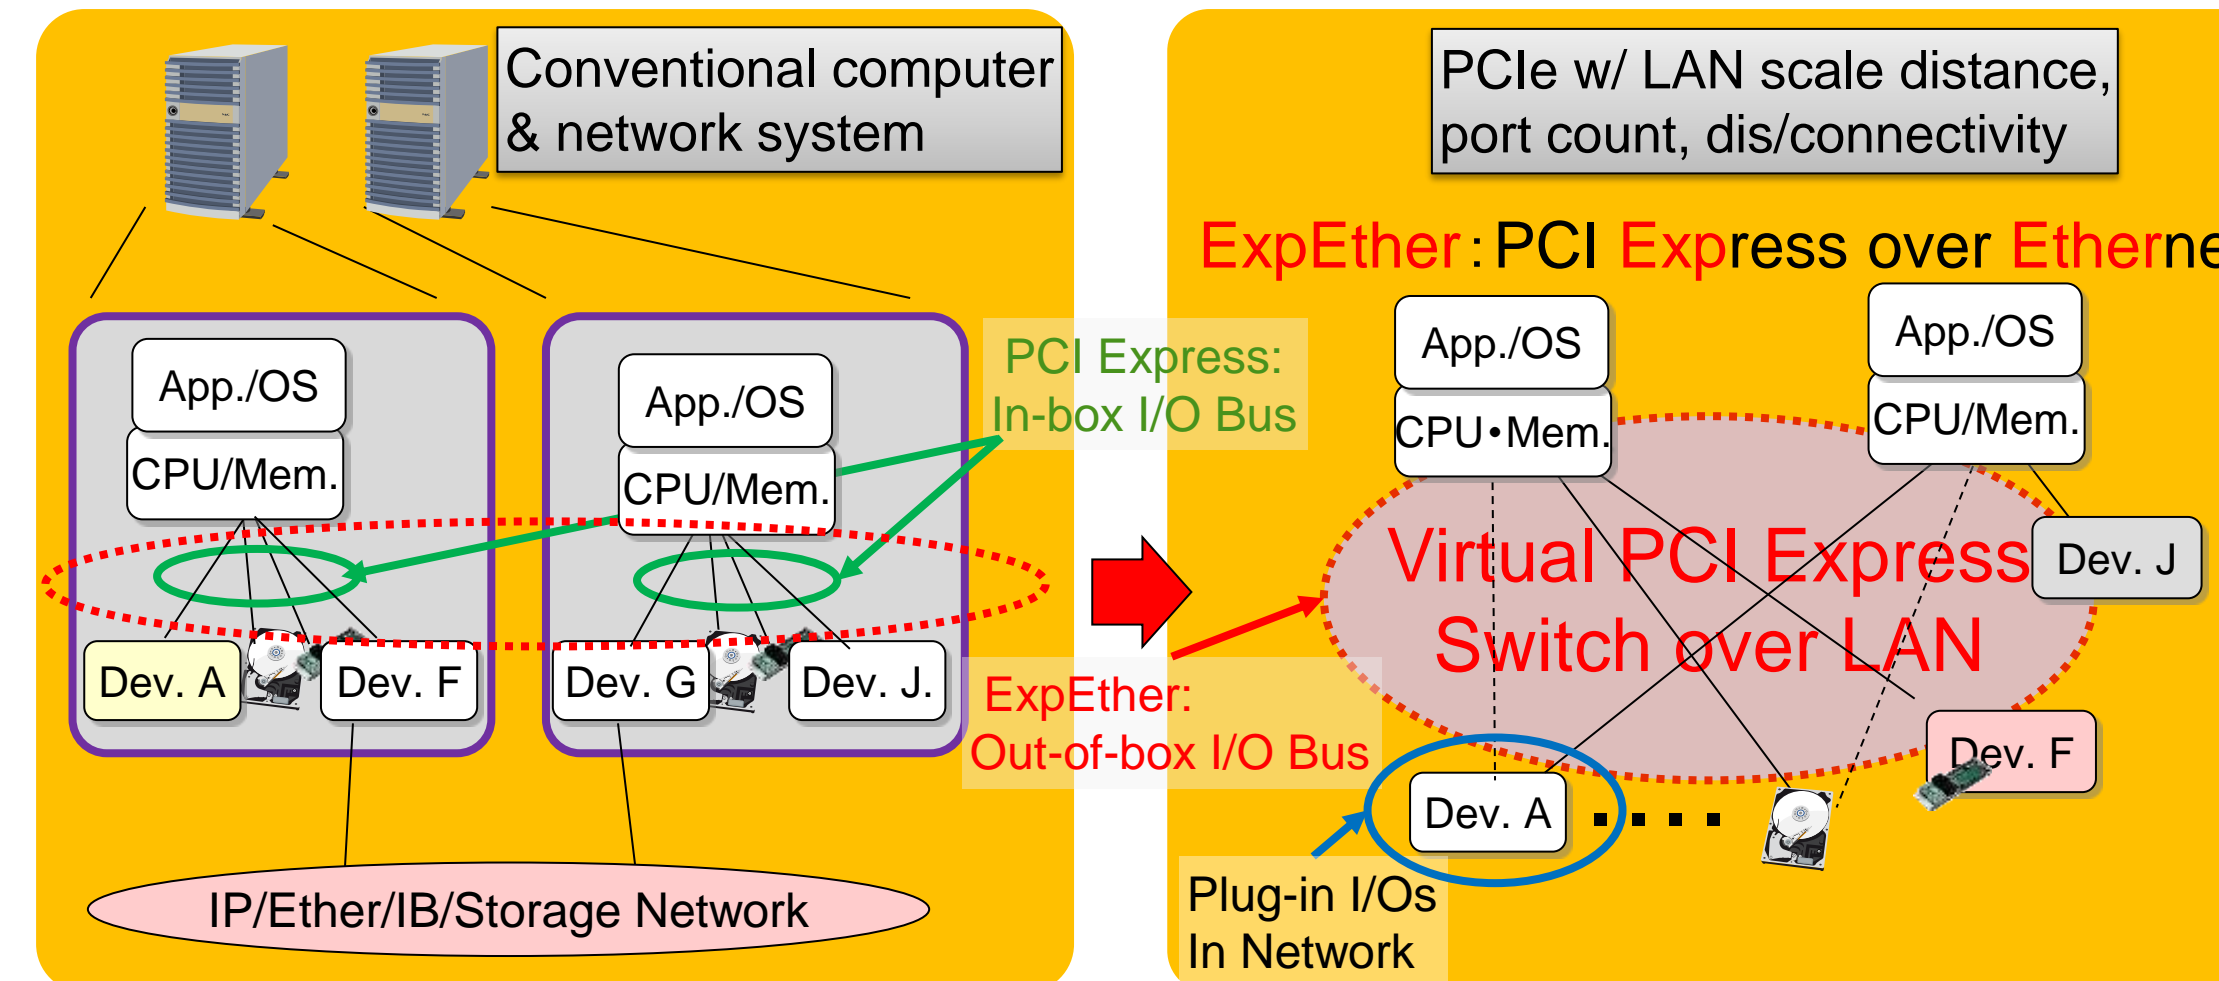 Conventional computer
& network system
App./OS
CPU/Mem.
Dev. A
Dev. F
App./OS
CPU/Mem.
Dev. G
Dev. J.
IP/Ether/IB/Storage Network
PCI Express:
In-box I/O Bus
ExpEther:
Out-of-box I/O Bus
PCIe w/ LAN scale distance,
port count, dis/connectivity
ExpEther:PCI Express over Etherne
App./OS
CPU•Mem.
App./OS
CPU/Mem.
Virtual PCI Express
Switch over LAN
Dev. J
Dev. F
Dev. A
Plug-in I/Os
In Network